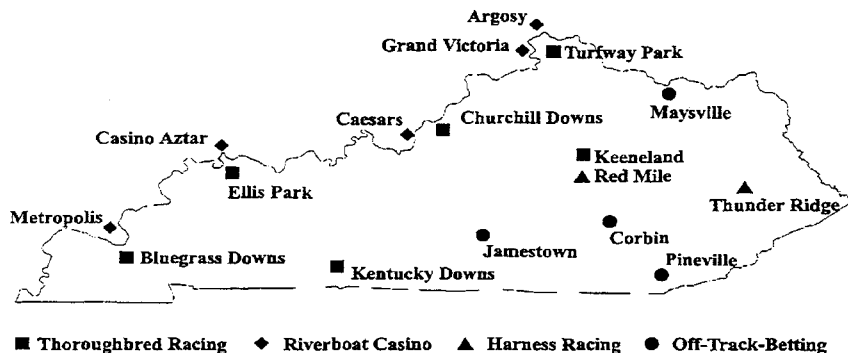 Argosy
Grand Victoria
Turfway Park
Maysville
Caesars
Churchill Downs
Casino Aztar
Keeneland
Red Mile
Ellis Park
Thunder Ridge
Metropolis
Corbin
Jamestown
Bluegrass Downs
Pineville
Kentucky Downs
Thoroughbred Racing
Riverboat Casino
Harness Racing
Off-Track-Betting